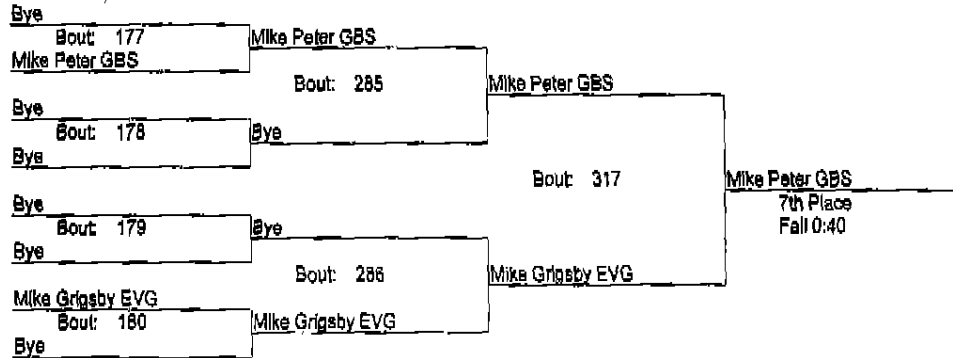 Bye
Bout: 177
Mike Peter GBS
Mike Peter GBS
Bout: 285
Mike Peter GBS
Bye
Bout: 178
Bye
Bye
Bout: 317
Mike Peter GBS
7th Place
Fall 0:40
Bye
Bout: 179
Bye
Bye
Bout: 286
Mike Grigsby EVG
Mike Grigsby EVG
Bout: 180
Mike Grigsby EVG
Bye